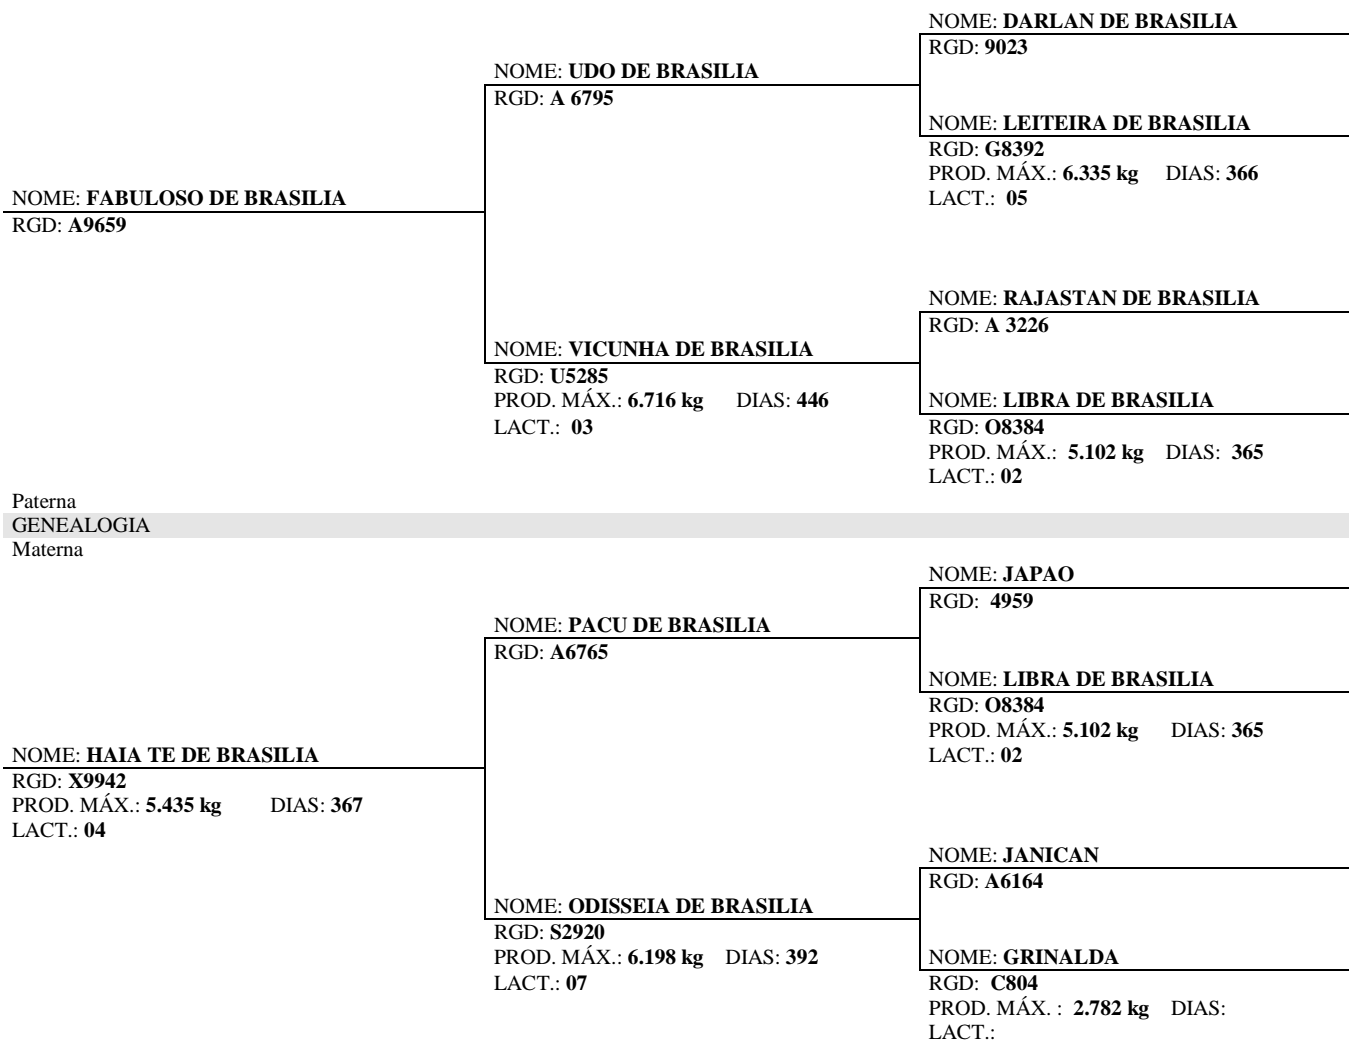 NOME: DARLAN DE BRASILIA
RGD: 9023
NOME: UDO DE BRASILIA
RGD: A 6795
NOME: LEITEIRA DE BRASILIA
RGD: G8392
PROD. MÁX.: 6.335 kg DIAS: 366
LACT.: 05
NOME: FABULOSO DE BRASILIA
RGD: A9659
NOME: RAJASTAN DE BRASILIA
RGD: A 3226
NOME: VICUNHA DE BRASILIA
RGD: U5285
PROD. MÁX.: 6.716 kg DIAS: 446
LACT.: 03
NOME: LIBRA DE BRASILIA
RGD: O8384
PROD. MÁX.: 5.102 kg DIAS: 365
LACT.: 02
Paterna
GENEALOGIA
Materna
NOME: JAPAO
RGD: 4959
NOME: PACU DE BRASILIA
RGD: A6765
NOME: LIBRA DE BRASILIA
RGD: O8384
PROD. MÁX.: 5.102 kg DIAS: 365
LACT.: 02
NOME: HAIA TE DE BRASILIA
RGD: X9942
PROD. MÁX.: 5.435 kg DIAS: 367
LACT.: 04
NOME: JANICAN
RGD: A6164
NOME: ODISSEIA DE BRASILIA
RGD: S2920
PROD. MÁX.: 6.198 kg DIAS: 392
LACT.: 07
NOME: GRINALDA
RGD: C804
PROD. MÁX. : 2.782 kg DIAS:
LACT.: